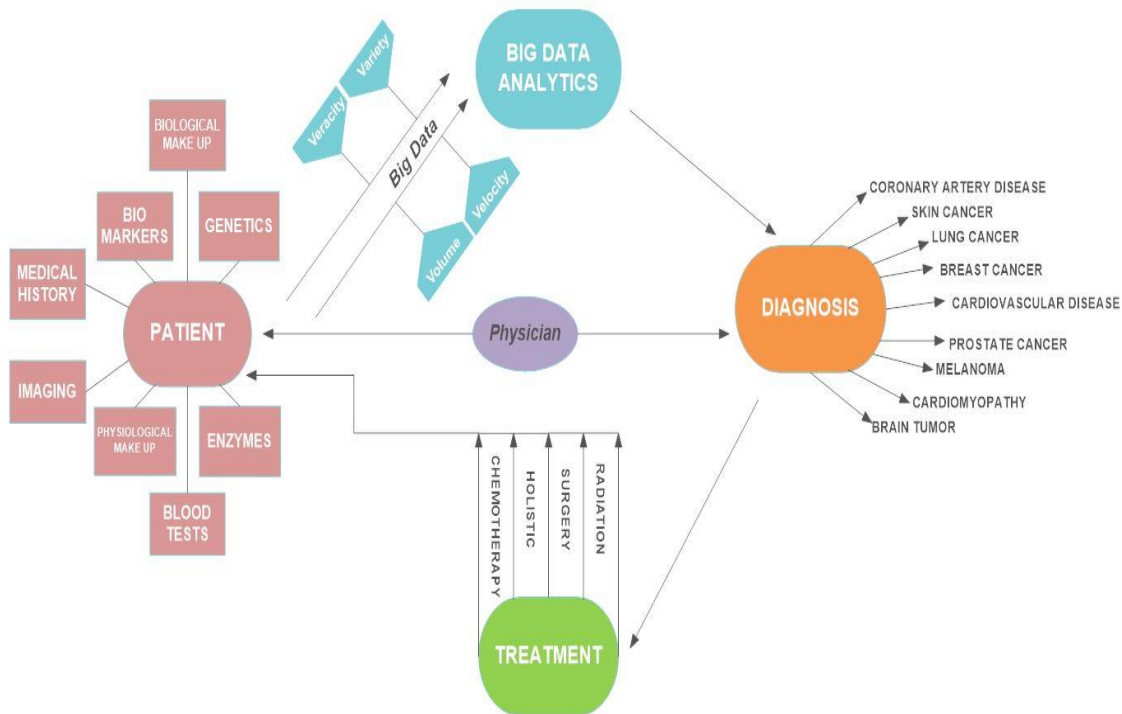 BIG DATA
ANALYTICS
Variety
Veracity
Big Data
Velocity
Volume
BIOLOGICAL
MAKE UP
BIO
MARKERS
GENETICS
MEDICAL
HISTORY
PATIENT
IMAGING
PHYSIOLOGICAL
MAKE UP
ENZYMES
BLOOD
TESTS
Physician
DIAGNOSIS
CORONARY ARTERY DISEASE
SKIN CANCER
LUNG CANCER
BREAST CANCER
CARDIOVASCULAR DISEASE
PROSTATE CANCER
MELANOMA
CARDIOMYOPATHY
BRAIN TUMOR
CHEMOTHERAPY
HOLISTIC
SURGERY
RADIATION
TREATMENT